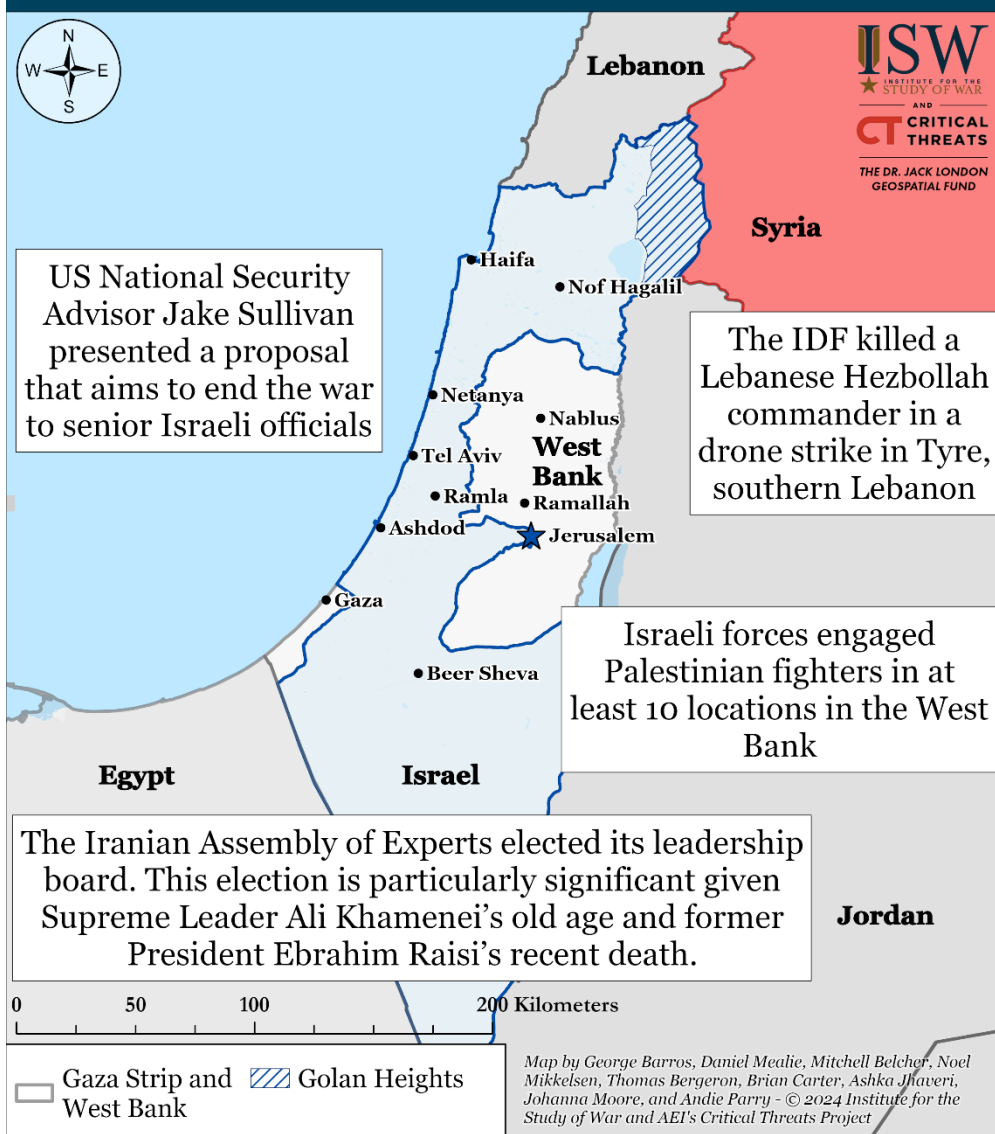 N
W
E
S
Lebanon
ISW
INSTITUTE FOR THE
STUDY OF WAR
AND
CT CRITICAL
THREATS
THE DR. JACK LONDON
GEOSPATIAL FUND
Syria
US National Security
Advisor Jake Sullivan
presented a proposal
that aims to end the war
to senior Israeli officials
Haifa
Nof Hagalil
The IDF killed a
Lebanese Hezbollah
commander in a
drone strike in Tyre,
southern Lebanon
Netanya
Nablus
West
Bank
Tel Aviv
Ramla
Ramallah
Ashdod
Jerusalem
Gaza
Israeli forces engaged
Palestinian fighters in at
least 10 locations in the West
Bank
Beer Sheva
Egypt
Israel
The Iranian Assembly of Experts elected its leadership
board. This election is particularly significant given
Supreme Leader Ali Khamenei’s old age and former
President Ebrahim Raisi’s recent death.
Jordan
0 50 100 200 Kilometers
Gaza Strip and
West Bank
Golan Heights
Map by George Barros, Daniel Mealie, Mitchell Belcher, Noel
Mikkelsen, Thomas Bergeron, Brian Carter, Ashka Jhaveri,
Johanna Moore, and Andie Parry - © 2024 Institute for the
Study of War and AEI's Critical Threats Project